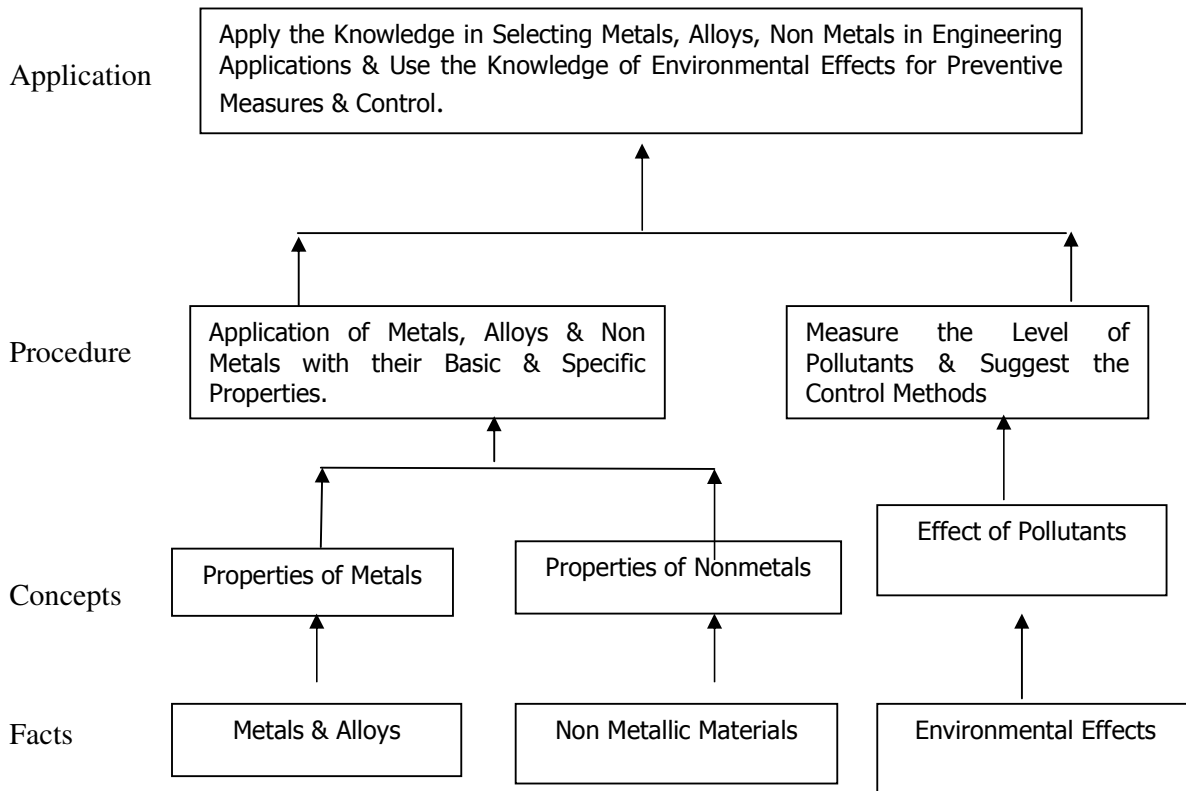 Application
Apply the Knowledge in Selecting Metals, Alloys, Non Metals in Engineering
Applications & Use the Knowledge of Environmental Effects for Preventive
Measures & Control.
Procedure
Application of Metals, Alloys & Non
Metals with their Basic & Specific
Properties.
Measure the Level of
Pollutants & Suggest the
Control Methods
Concepts
Properties of Metals
Properties of Nonmetals
Effect of Pollutants
Facts
Metals & Alloys
Non Metallic Materials
Environmental Effects